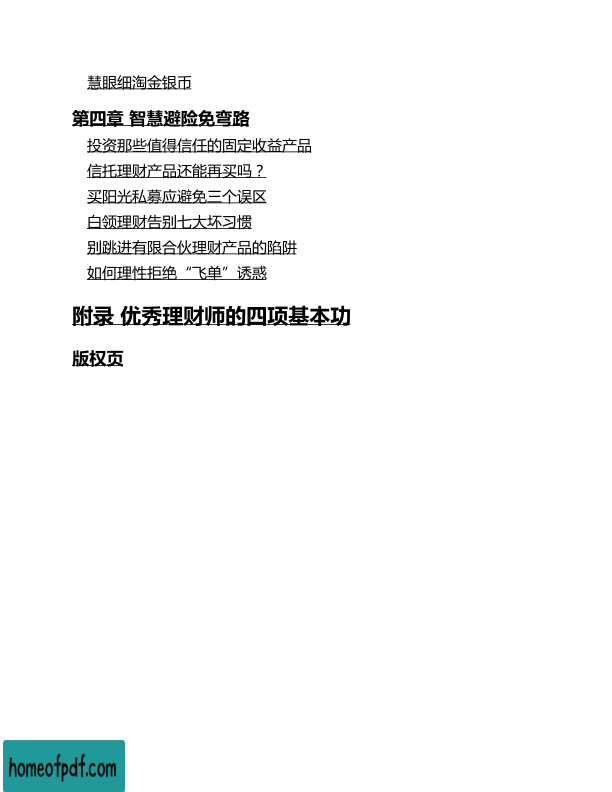 慧眼细淘金银币
第四章 智慧避险免弯路
投资那些值得信任的固定收益产品
信托理财产品还能再买吗？
买阳光私募应避免三个误区
白领理财告别七大坏习惯
别跳进有限合伙理财产品的陷阱
如何理性拒绝“飞单”诱惑
附录 优秀理财师的四项基本功
版权页
homeofpdf.com